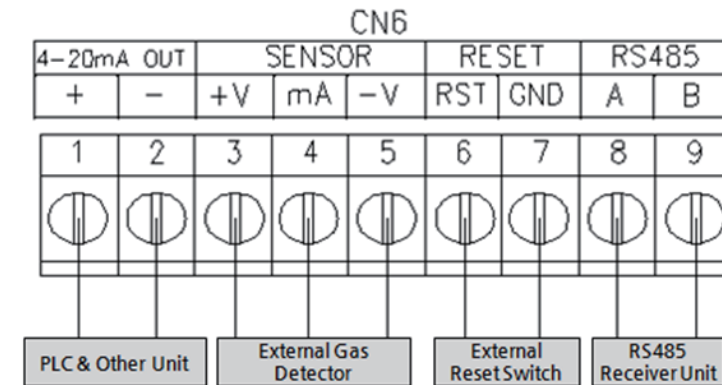 CN6
4-20mA OUT SENSOR RESET RS485
+ - +V mA -V RST GND A B
1 2 3 4 5 6 7 8 9
PLC & Other Unit
External Gas
Detector
External
Reset Switch
RS485
Receiver Unit